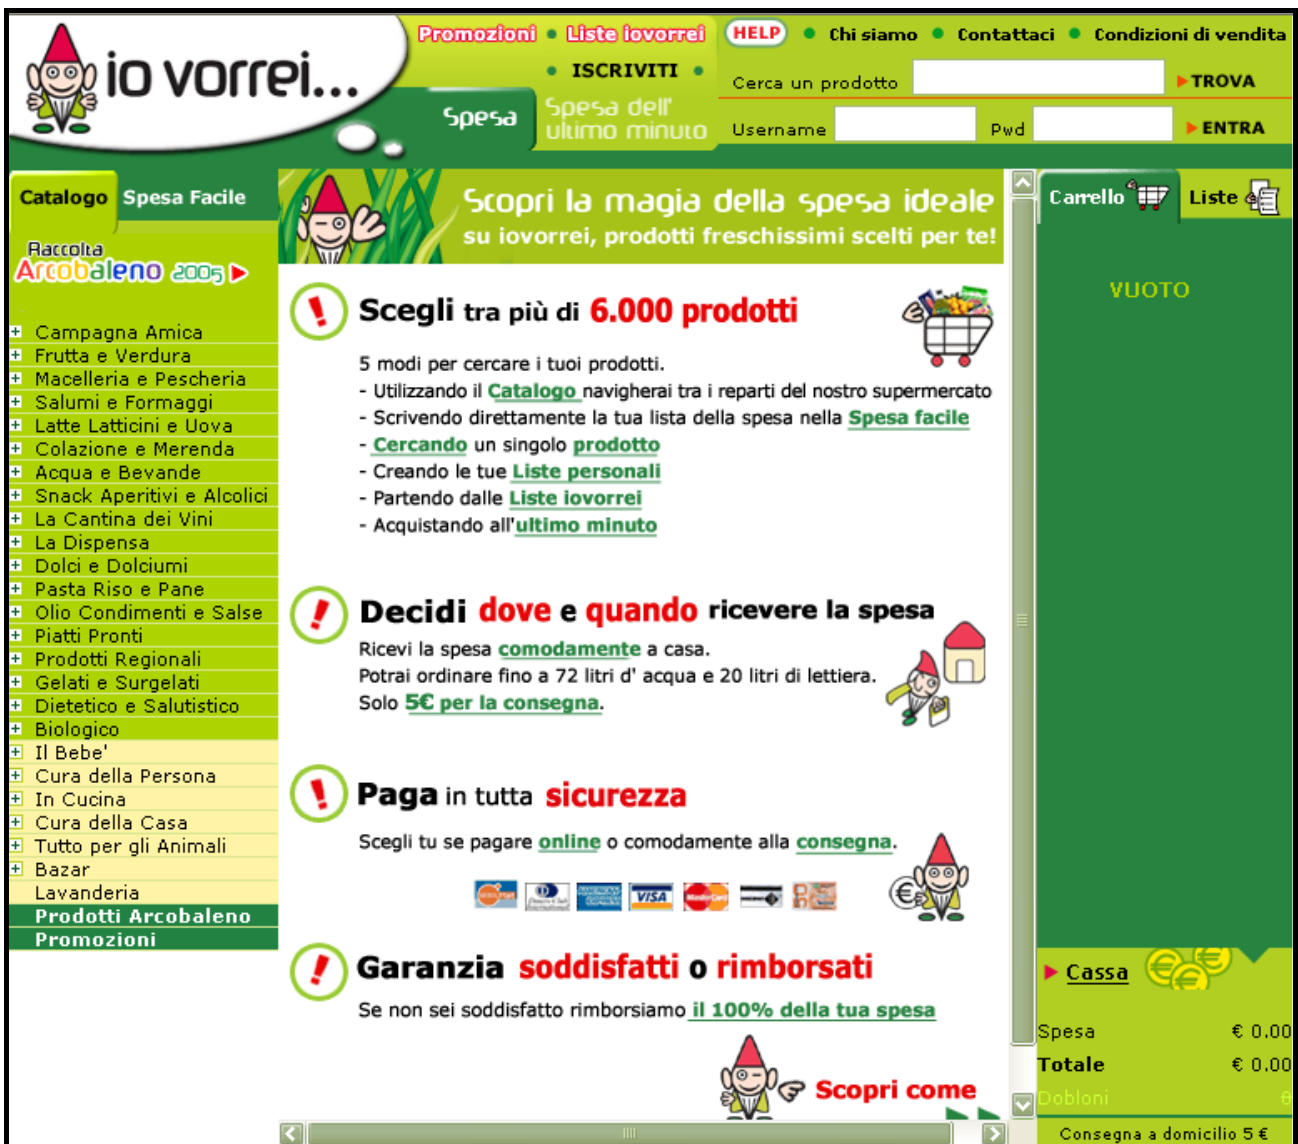 io vorrei...
Promozioni • Liste iovorrei
• ISCRIVITI •
Spesa
Spesa dell'
ultimo minuto
HELP • Chi siamo • Contattaci • Condizioni di vendita
Cerca un prodotto TROVA
Username Pwd ENTRA
Catalogo Spesa Facile
Raccolta
Arcobaleno 2005
Campagna Amica
Frutta e Verdura
Macelleria e Pescheria
Salumi e Formaggi
Latte Latticini e Uova
Colazione e Merenda
Acqua e Bevande
Snack Aperitivi e Alcolici
La Cantina dei Vini
La Dispensa
Dolci e Dolciumi
Pasta Riso e Pane
Olio Condimenti e Salse
Piatti Pronti
Prodotti Regionali
Gelati e Surgelati
Dietetico e Salutistico
Biologico
Il Bebe'
Cura della Persona
In Cucina
Cura della Casa
Tutto per gli Animali
Bazar
Lavanderia
Prodotti Arcobaleno
Promozioni
Scopri la magia della spesa ideale
su iovorrei, prodotti freschissimi scelti per te!
! Scegli tra più di 6.000 prodotti
5 modi per cercare i tuoi prodotti.
- Utilizzando il Catalogo navigherai tra i reparti del nostro supermercato
- Scrivendo direttamente la tua lista della spesa nella Spesa facile
- Cercando un singolo prodotto
- Creando le tue Liste personali
- Partendo dalle Liste iovorrei
- Acquistando all'ultimo minuto
! Decidi dove e quando ricevere la spesa
Ricevi la spesa comodamente a casa.
Potrai ordinare fino a 72 litri d' acqua e 20 litri di lettiera.
Solo 5€ per la consegna.
! Paga in tutta sicurezza
Scegli tu se pagare online o comodamente alla consegna.
VISA MasterCard
€
! Garanzia soddisfatti o rimborsati
Se non sei soddisfatto rimborsiamo il 100% della tua spesa
Scopri come
Carrello Liste
VUOTO
Cassa
Spesa € 0.00
Totale € 0.00
Dobloni 0
Consegna a domicilio 5 €